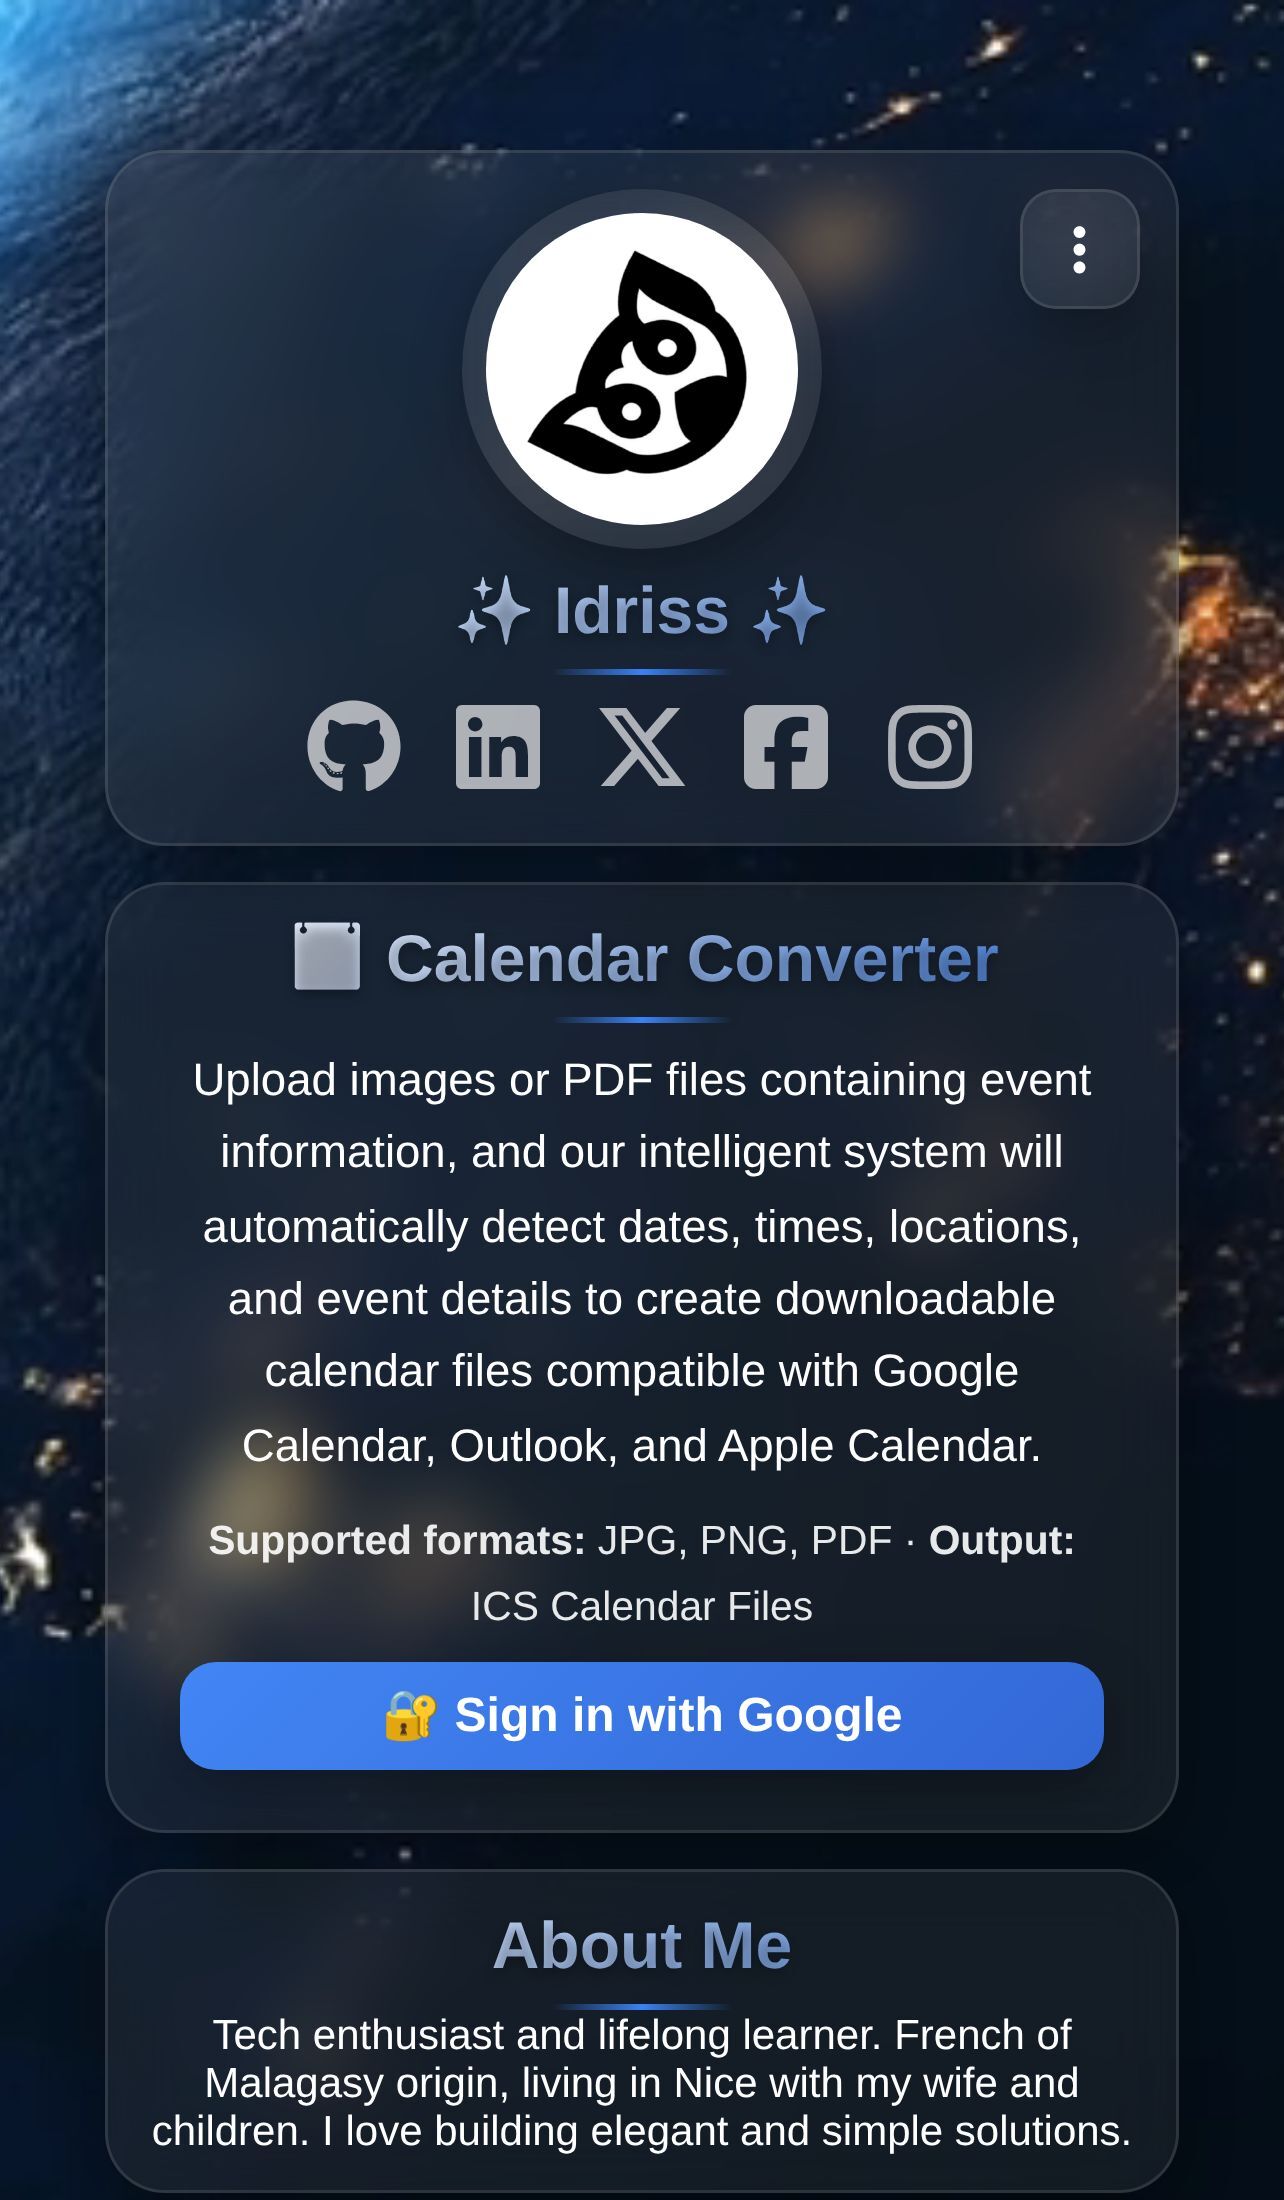 ✨ Idriss ✨
Calendar Converter
Upload images or PDF files containing event
information, and our intelligent system will
automatically detect dates, times, locations,
and event details to create downloadable
calendar files compatible with Google
Calendar, Outlook, and Apple Calendar.
Supported formats: JPG, PNG, PDF · Output:
ICS Calendar Files
🔐 Sign in with Google
About Me
Tech enthusiast and lifelong learner. French of
Malagasy origin, living in Nice with my wife and
children. I love building elegant and simple solutions.